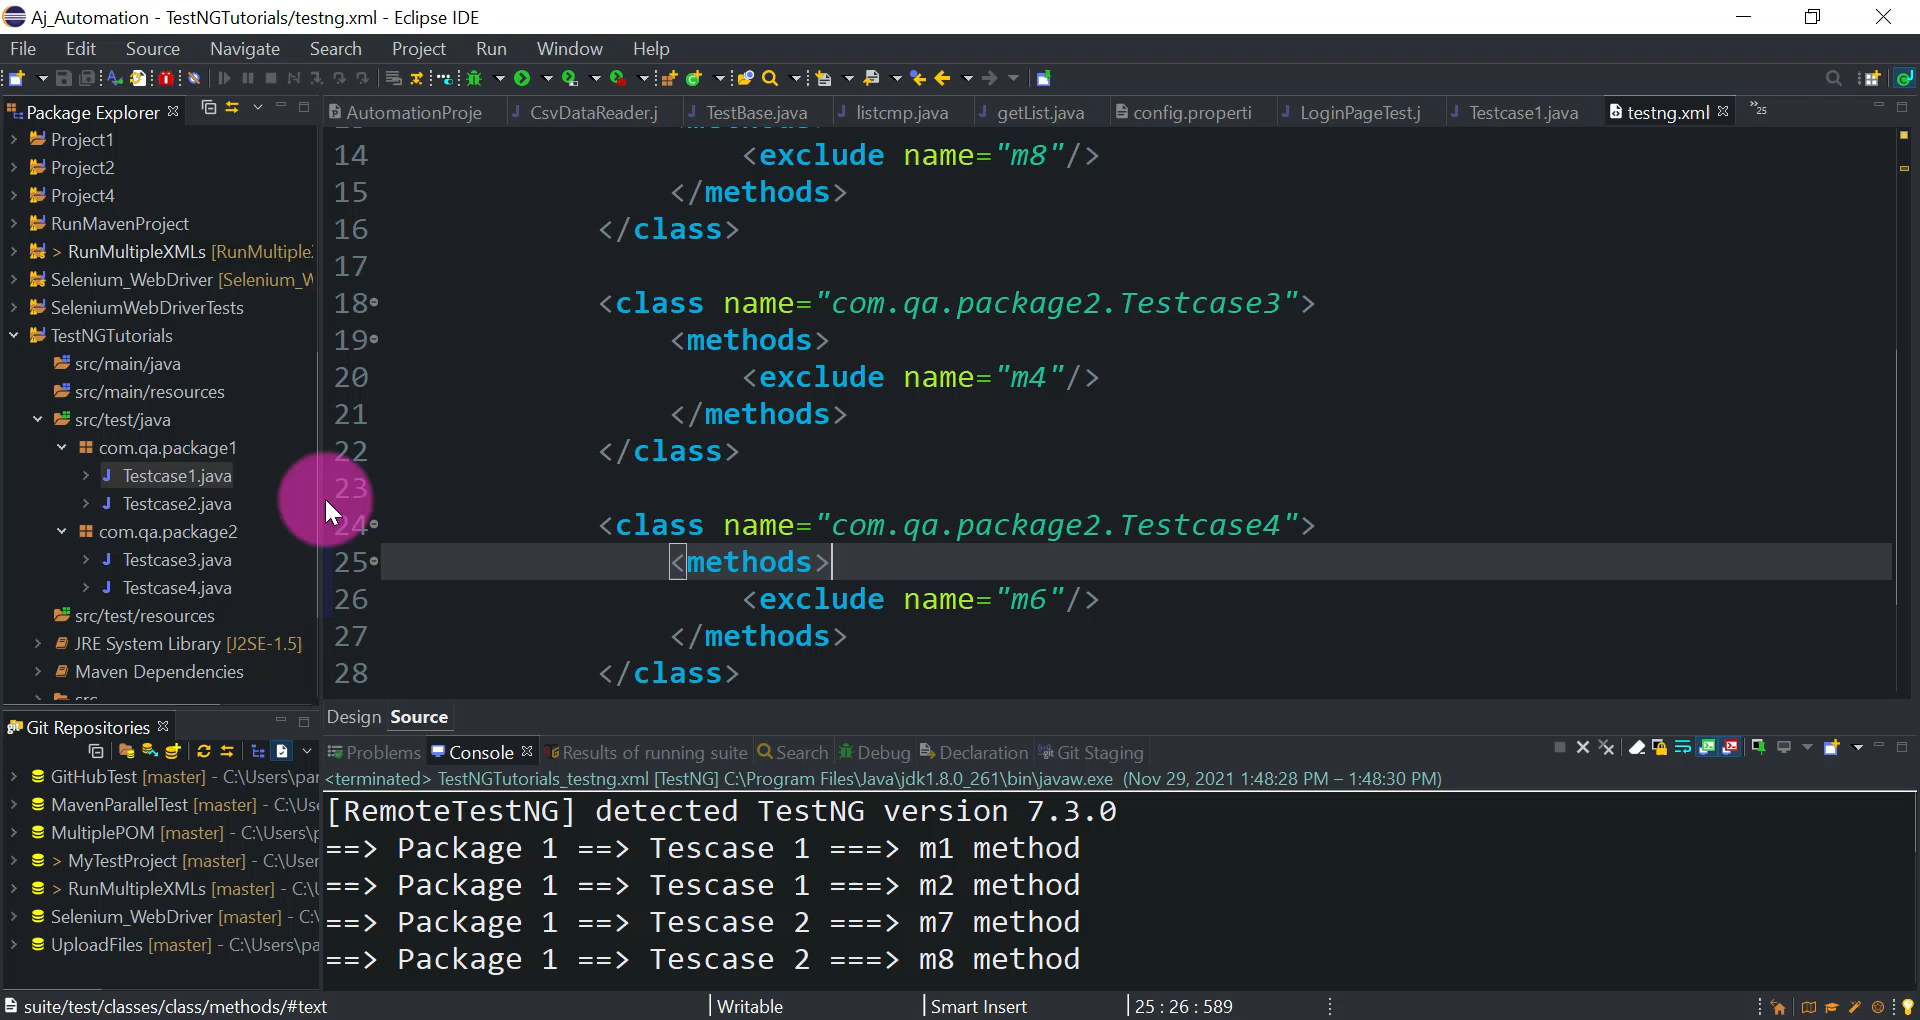 Aj_Automation - TestNGTutorials/testng.xml - Eclipse IDE
File Edit Source Navigate Search Project Run Window Help
Package Explorer
AutomationProje CsvDataReader.j TestBase.java listcmp.java getList.java config.properti LoginPageTest.j Testcase1.java testng.xml »25
Project1
Project2
Project4
RunMavenProject
> RunMultipleXMLs [RunMultiple
Selenium_WebDriver [Selenium_W
SeleniumWebDriverTests
TestNGTutorials
src/main/java
src/main/resources
src/test/java
com.qa.package1
Testcase1.java
Testcase2.java
com.qa.package2
Testcase3.java
Testcase4.java
src/test/resources
JRE System Library [J2SE-1.5]
Maven Dependencies
src
14 <exclude name="m8"/>
15 </methods>
16 </class>
17
18 <class name="com.qa.package2.Testcase3">
19 <methods>
20 <exclude name="m4"/>
21 </methods>
22 </class>
23
24 <class name="com.qa.package2.Testcase4">
25 <methods>
26 <exclude name="m6"/>
27 </methods>
28 </class>
Design Source
Git Repositories
GitHubTest [master] - C:\Users\par
MavenParallelTest [master] - C:\Use
MultiplePOM [master] - C:\Users\p
> MyTestProject [master] - C:\User
> RunMultipleXMLs [master] - C:\U
Selenium_WebDriver [master] - C:\
UploadFiles [master] - C:\Users\pa
Problems Console Results of running suite Search Debug Declaration Git Staging
<terminated> TestNGTutorials_testng.xml [TestNG] C:\Program Files\Java\jdk1.8.0_261\bin\javaw.exe (Nov 29, 2021 1:48:28 PM – 1:48:30 PM)
[RemoteTestNG] detected TestNG version 7.3.0
==> Package 1 ==> Tescase 1 ===> m1 method
==> Package 1 ==> Tescase 1 ===> m2 method
==> Package 1 ==> Tescase 2 ===> m7 method
==> Package 1 ==> Tescase 2 ===> m8 method
suite/test/classes/class/methods/#text Writable Smart Insert 25 : 26 : 589